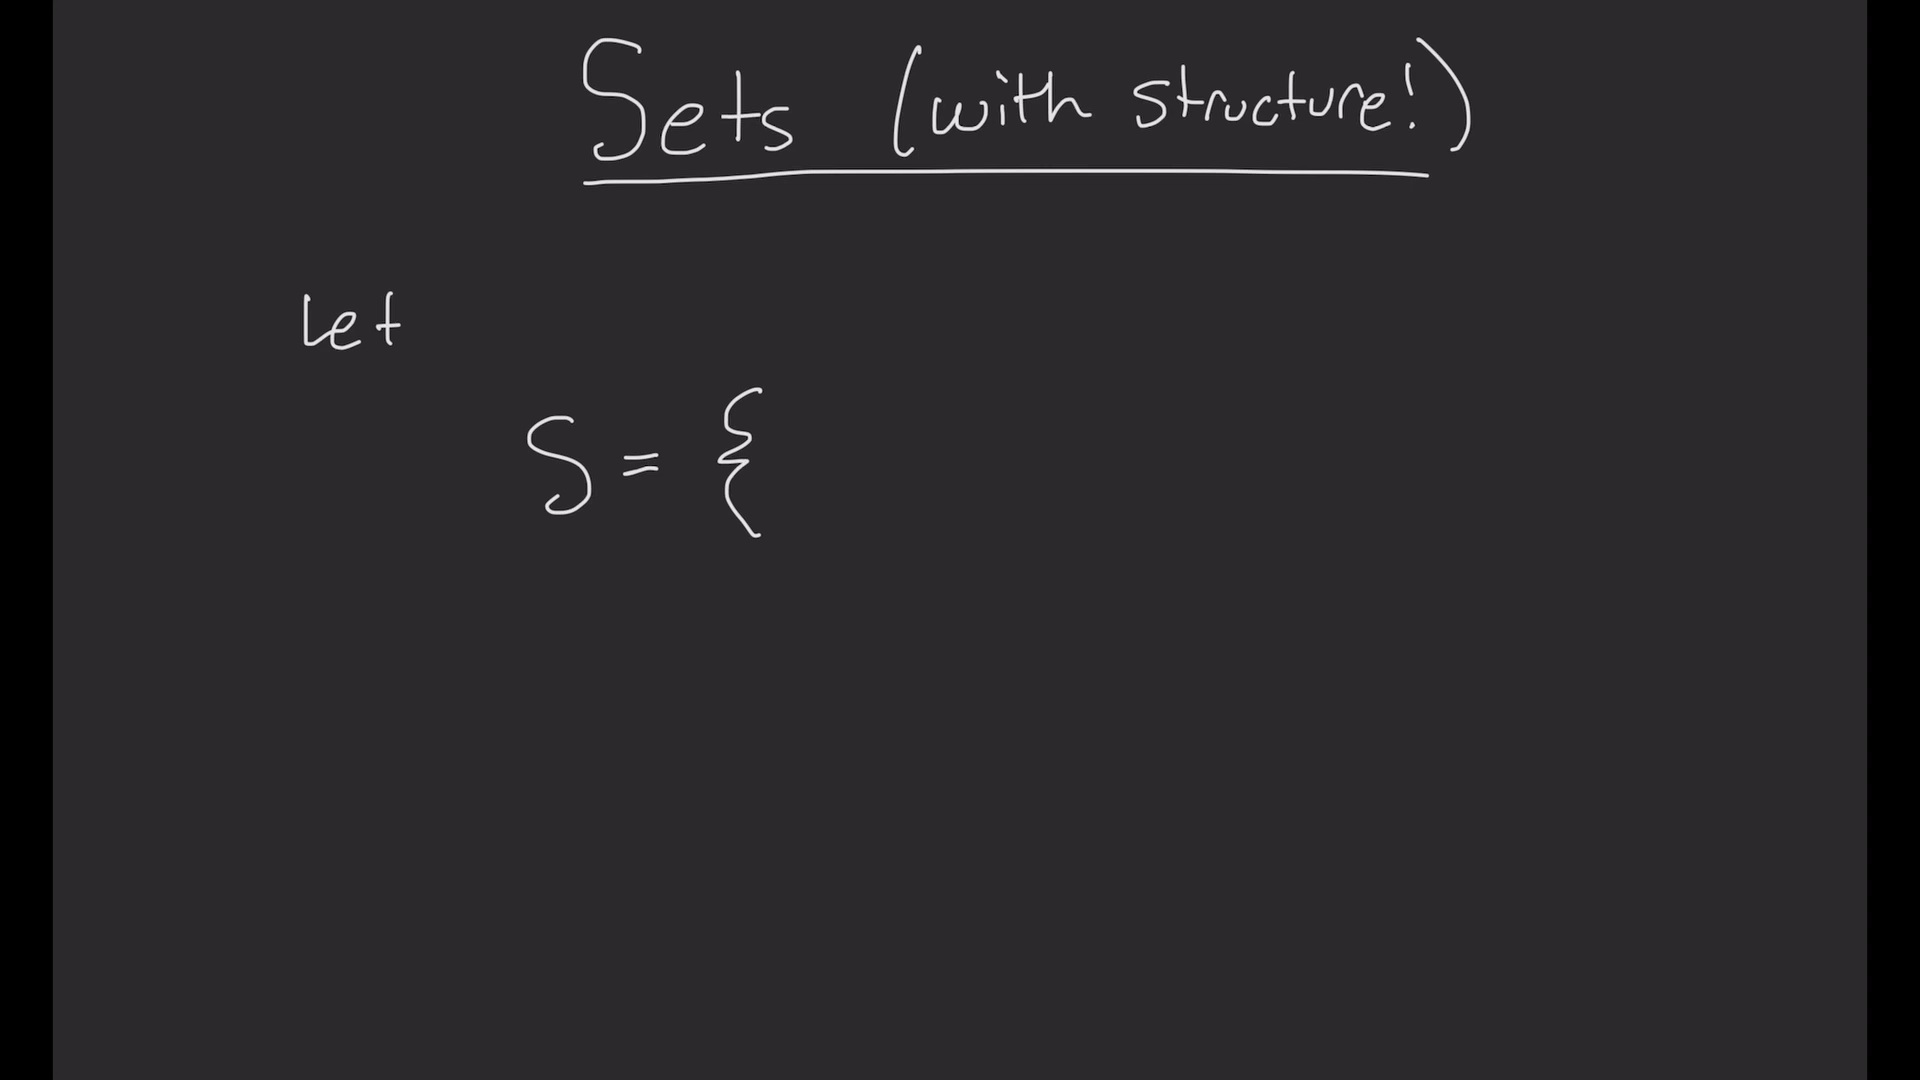 Sets (with structure!)
Let
S = {